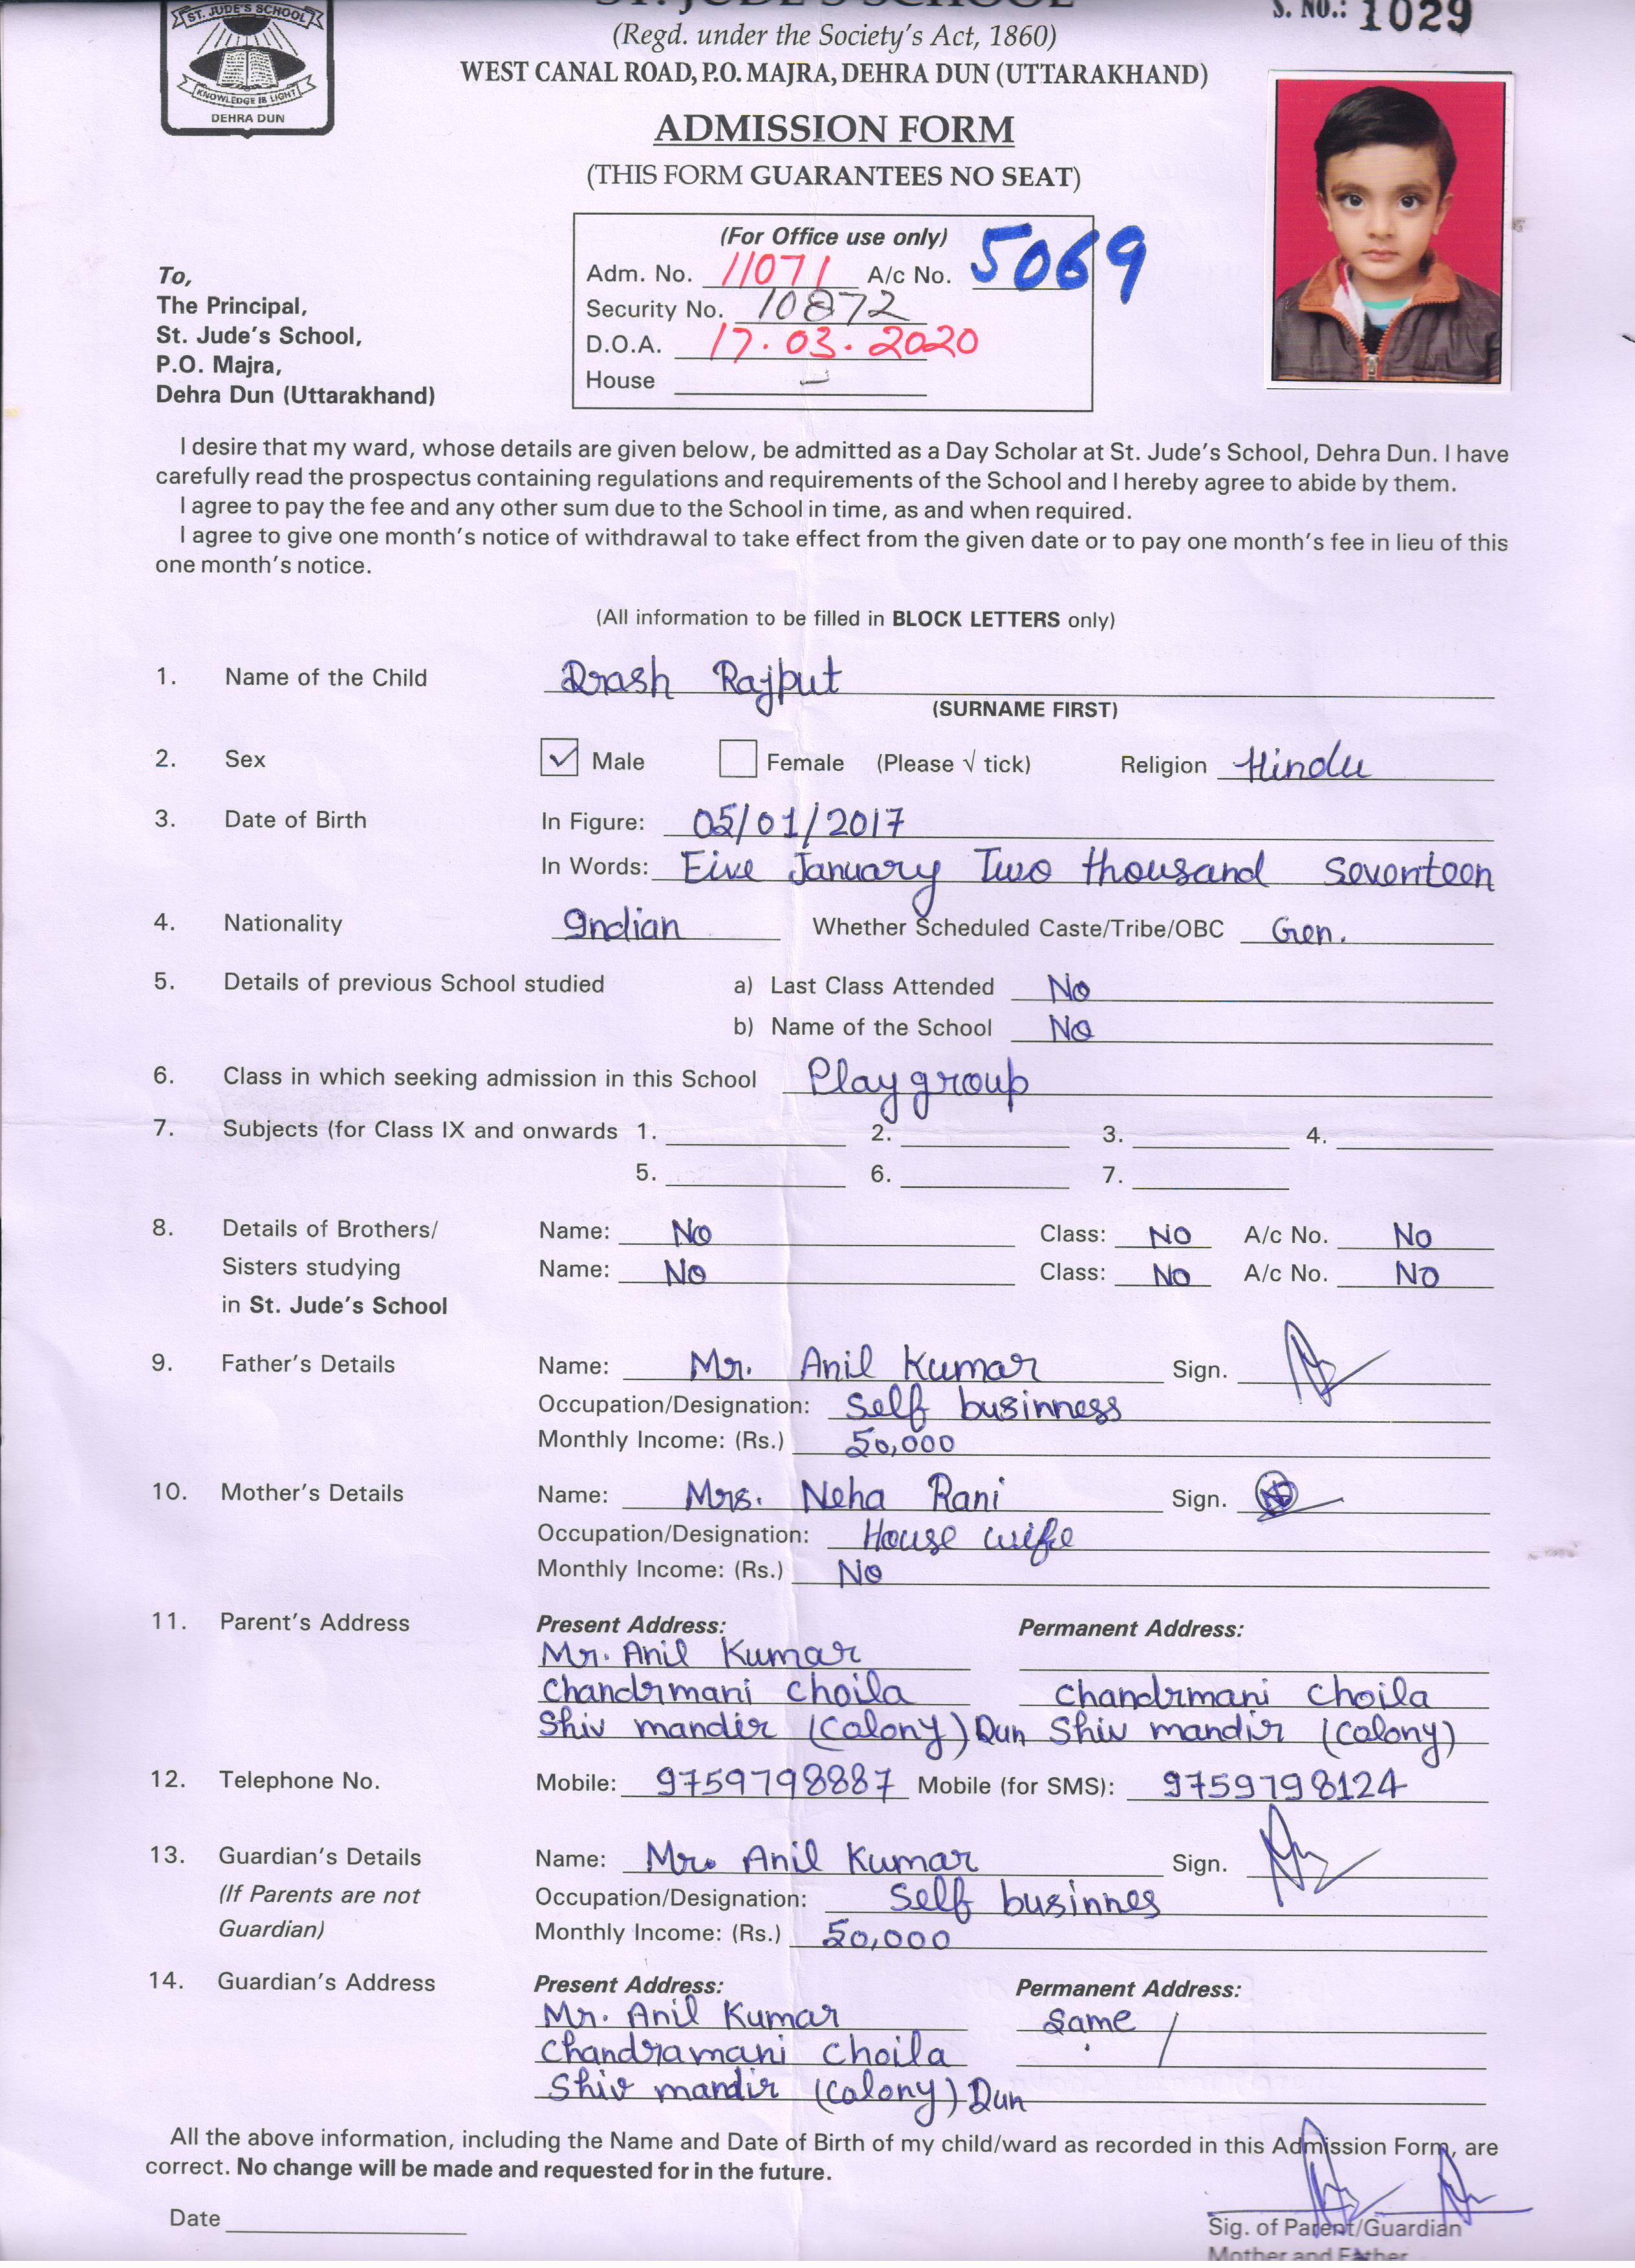 ST. JUDE'S SCHOOL
KNOWLEDGE IS LIGHT
DEHRA DUN
ST. JUDE'S SCHOOL
S. NO.: 1029
(Regd. under the Society's Act, 1860)
WEST CANAL ROAD, P.O. MAJRA, DEHRA DUN (UTTARAKHAND)
ADMISSION FORM
(THIS FORM GUARANTEES NO SEAT)
(For Office use only)
Adm. No. 11071 A/c No. 5069
Security No. 10872
D.O.A. 17.03.2020
House
To,
The Principal,
St. Jude's School,
P.O. Majra,
Dehra Dun (Uttarakhand)
I desire that my ward, whose details are given below, be admitted as a Day Scholar at St. Jude's School, Dehra Dun. I have
carefully read the prospectus containing regulations and requirements of the School and I hereby agree to abide by them.
I agree to pay the fee and any other sum due to the School in time, as and when required.
I agree to give one month's notice of withdrawal to take effect from the given date or to pay one month's fee in lieu of this
one month's notice.
(All information to be filled in BLOCK LETTERS only)
1. Name of the Child Rajput
(SURNAME FIRST)
2. Sex ✓ Male Female (Please √ tick) Religion Hindu
3. Date of Birth In Figure: 05/01/2017
In Words: Eive January Two thousand Seventeen
4. Nationality Indian Whether Scheduled Caste/Tribe/OBC Gen.
5. Details of previous School studied a) Last Class Attended No
b) Name of the School No
6. Class in which seeking admission in this School Play group
7. Subjects (for Class IX and onwards 1. 2. 3. 4.
5. 6. 7.
8. Details of Brothers/ Name: No Class: No A/c No. No
Sisters studying Name: No Class: No A/c No. No
in St. Jude's School
9. Father's Details Name: Mr. Anil Kumar Sign.
Occupation/Designation: Self businness
Monthly Income: (Rs.) 50,000
10. Mother's Details Name: Mrs. Neha Rani Sign.
Occupation/Designation: House wife
Monthly Income: (Rs.) No
11. Parent's Address Present Address: Permanent Address:
Mr. Anil Kumar
Chandrmani Choila Chandrmani Choila
Shiv mandir (Colony) Dun Shiv mandir (Colony)
12. Telephone No. Mobile: 9759798887 Mobile (for SMS): 9759798124
13. Guardian's Details Name: Mr. Anil Kumar Sign.
(If Parents are not Occupation/Designation: Self businnes
Guardian) Monthly Income: (Rs.) 50,000
14. Guardian's Address Present Address: Permanent Address:
Mr. Anil Kumar Same /
Chandramani Choila
Shiv mandir (Colony) Dun
All the above information, including the Name and Date of Birth of my child/ward as recorded in this Admission Form, are
correct. No change will be made and requested for in the future.
Date
Sig. of Parent/Guardian
Mother and Father